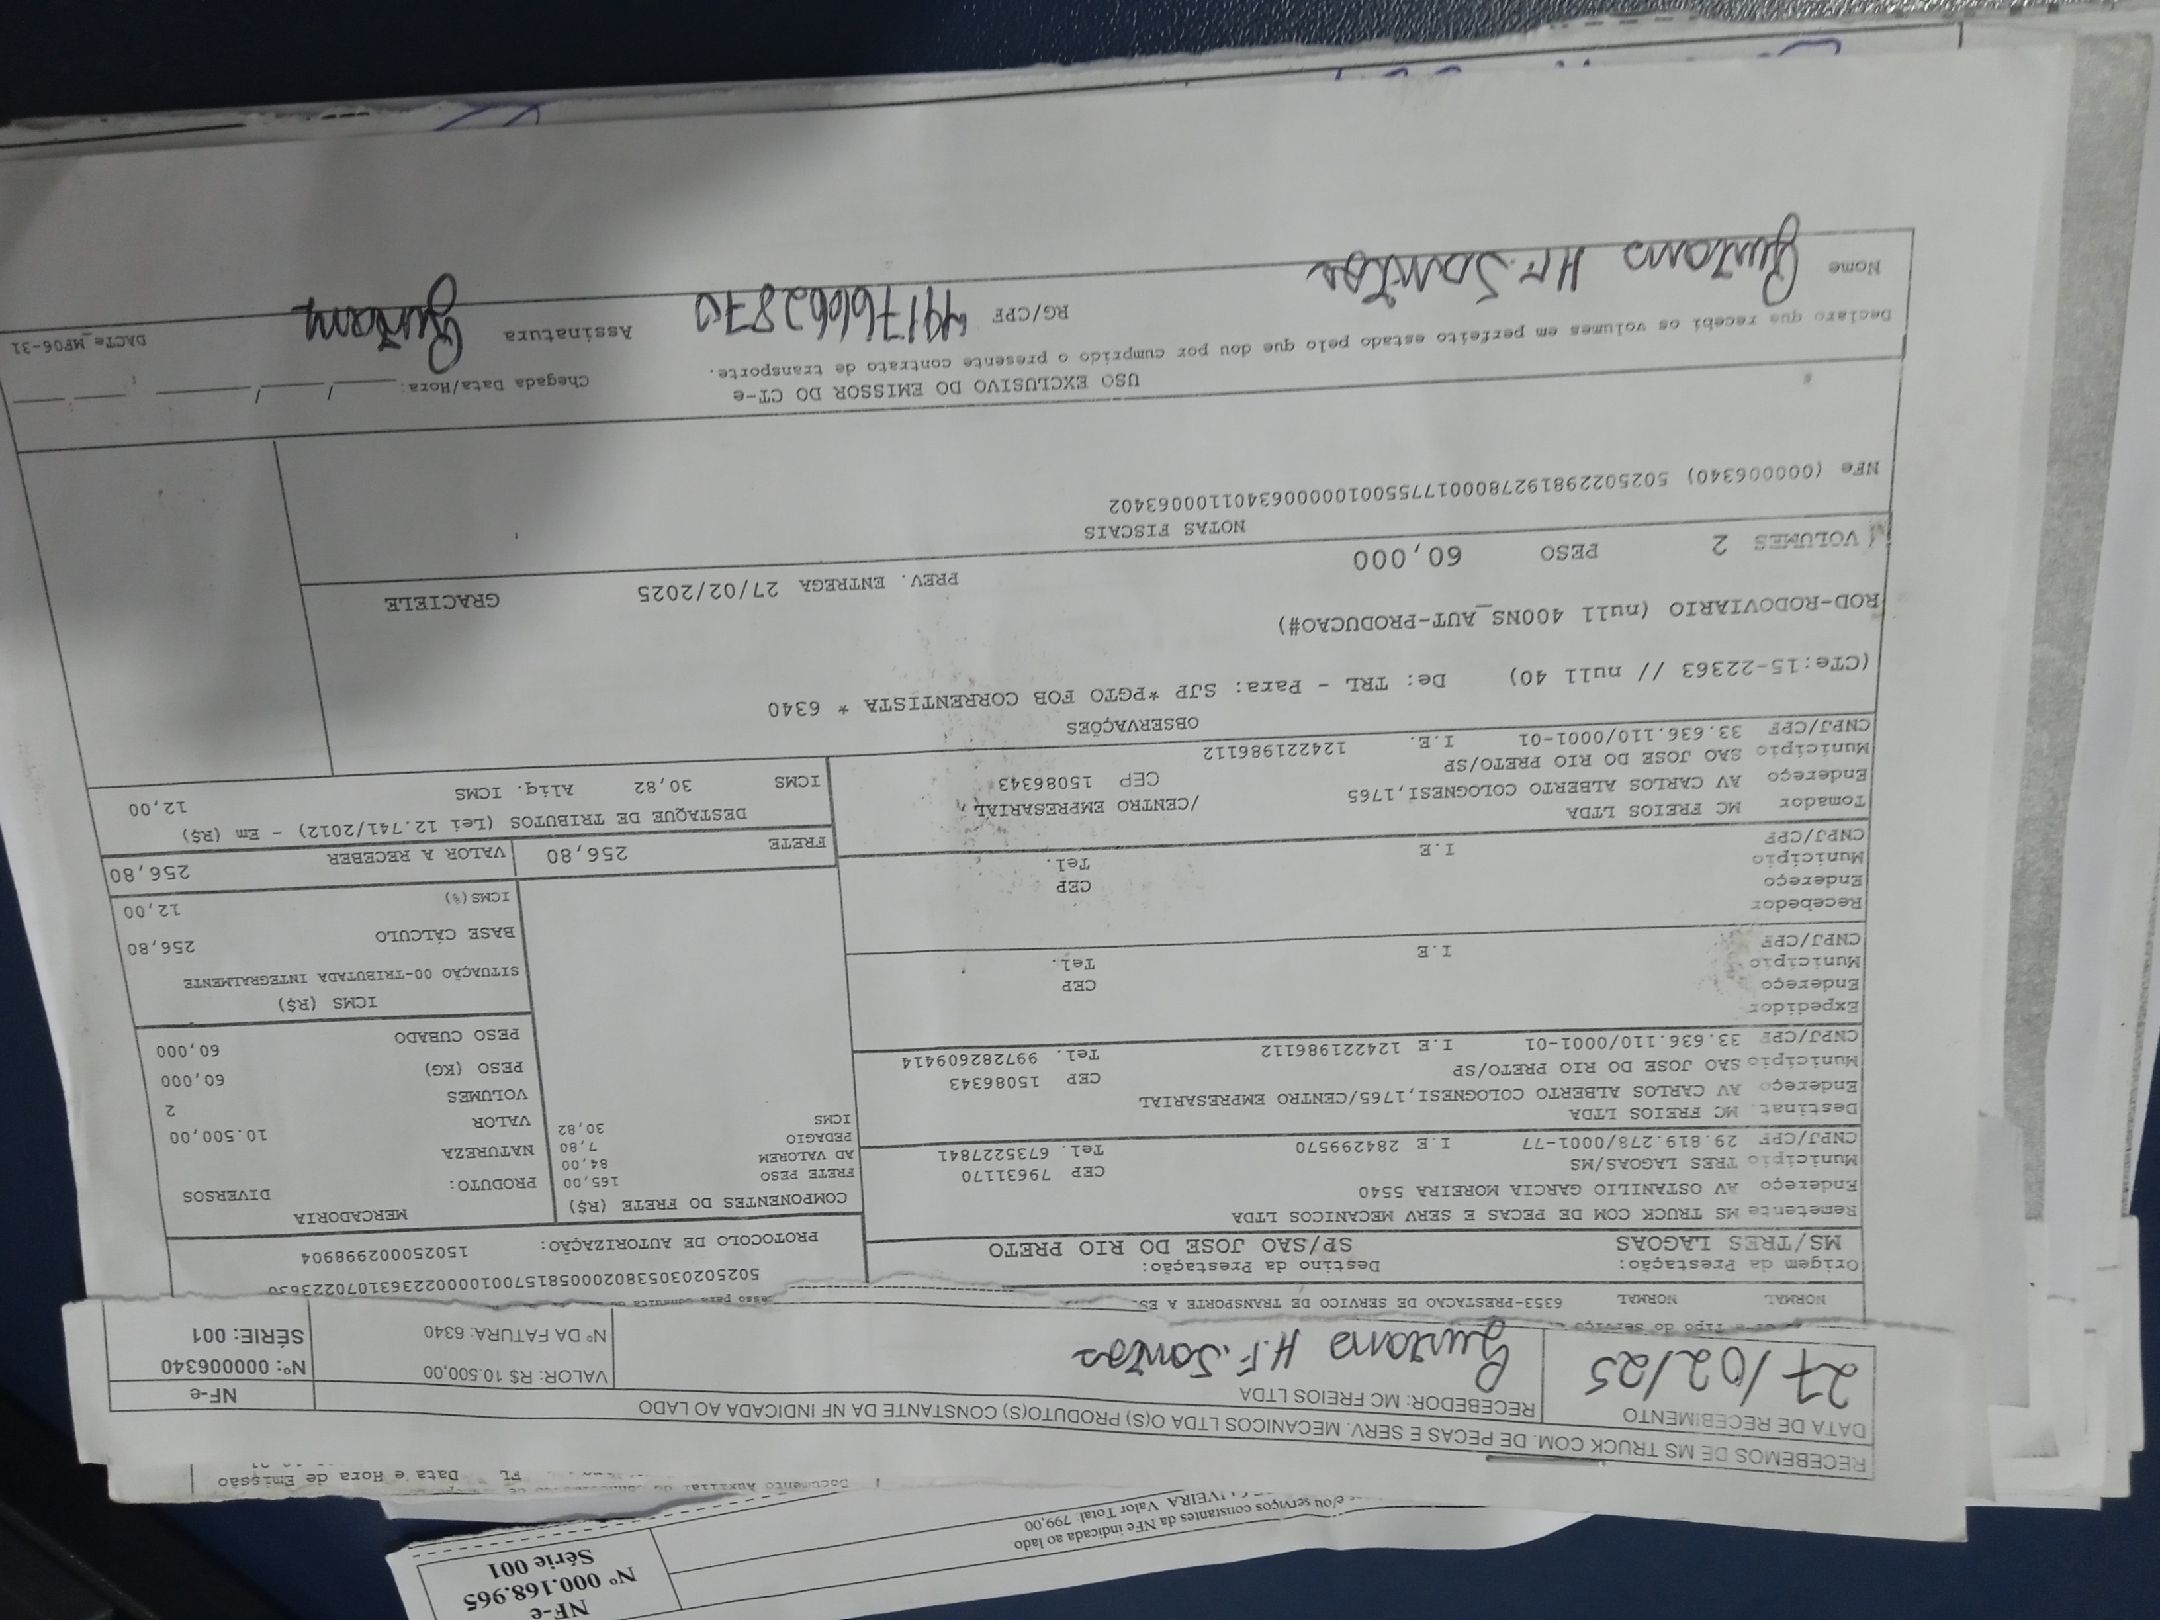 NF-e
Nº 000.168.965
Série 001
e/ou serviços constantes da NFe indicada ao lado
Valor Total: 799,00
Data e Hora de Emissão
FL
RECEBEMOS DE MS TRUCK COM. DE PECAS E SERV. MECANICOS LTDA O(S) PRODUTO(S) CONSTANTE DA NF INDICADA AO LADO
NF-e
DATA DE RECEBIMENTO
RECEBEDOR: MC FREIOS LTDA
VALOR: R$ 10.500,00
Nº: 000006340
27/02/25
Nº DA FATURA: 6340
SÉRIE: 001
NORMAL NORMAL 6353-PRESTACAO DE SERVICO DE TRANSPORTE A
Origem da Prestação: Destino da Prestação:
MS/TRES LAGOAS SP/SAO JOSE DO RIO PRETO
PROTOCOLO DE AUTORIZAÇÃO: 150250002998904
Remetente MS TRUCK COM DE PECAS E SERV MECANICOS LTDA
Endereço AV OSTANILIO GARCIA MOREIRA 5540
Município TRES LAGOAS/MS CEP 79631170
CNPJ/CPF 29.819.278/0001-77 I.E 284299570 Tel. 6735227841
Destinat. MC FREIOS LTDA
Endereço AV CARLOS ALBERTO COLOGNESI,1765/CENTRO EMPRESARIAL
Município SAO JOSE DO RIO PRETO/SP CEP 15086343
CNPJ/CPF 33.636.110/0001-01 I.E 124221986112 Tel. 997282609414
Expedidor
Endereço CEP
Município Tel.
CNPJ/CPF I.E
Recebedor
Endereço CEP
Município Tel.
CNPJ/CPF I.E
Tomador MC FREIOS LTDA
Endereço AV CARLOS ALBERTO COLOGNESI,1765 /CENTRO EMPRESARIAL
Município SAO JOSE DO RIO PRETO/SP CEP 15086343
CNPJ/CPF 33.636.110/0001-01 I.E. 124221986112
COMPONENTES DO FRETE (R$)
FRETE PESO 165,00
AD VALOREM 84,00
PEDAGIO 7,80
ICMS 30,82
MERCADORIA
PRODUTO: DIVERSOS
NATUREZA
VALOR 10.500,00
VOLUMES 2
PESO (KG) 60,000
PESO CUBADO 60,000
ICMS (R$)
SITUAÇÃO 00-TRIBUTADA INTEGRALMENTE
BASE CÁLCULO 256,80
ICMS(%) 12,00
FRETE 256,80 VALOR A RECEBER 256,80
DESTAQUE DE TRIBUTOS (Lei 12.741/2012) - Em (R$)
ICMS 30,82 Aliq. ICMS 12,00
OBSERVAÇÕES
(CTe:15-22363 // null 40) De: TRL - Para: SJP *PGTO FOB CORRENTISTA * 6340
ROD-RODOVIARIO (null 400NS_AUT-PRODUCAO#)
VOLUMES 2 PESO 60,000 PREV. ENTREGA 27/02/2025 GRACIELE
NOTAS FISCAIS
NFe (000006340) 50250229819278000177550010000063401100063402
USO EXCLUSIVO DO EMISSOR DO CT-e
Declaro que recebi os volumes em perfeito estado pelo que dou por cumprido o presente contrato de transporte.
Chegada Data/Hora: / / :
Nome
RG/CPF
Assinatura
DACTe_MF06-31